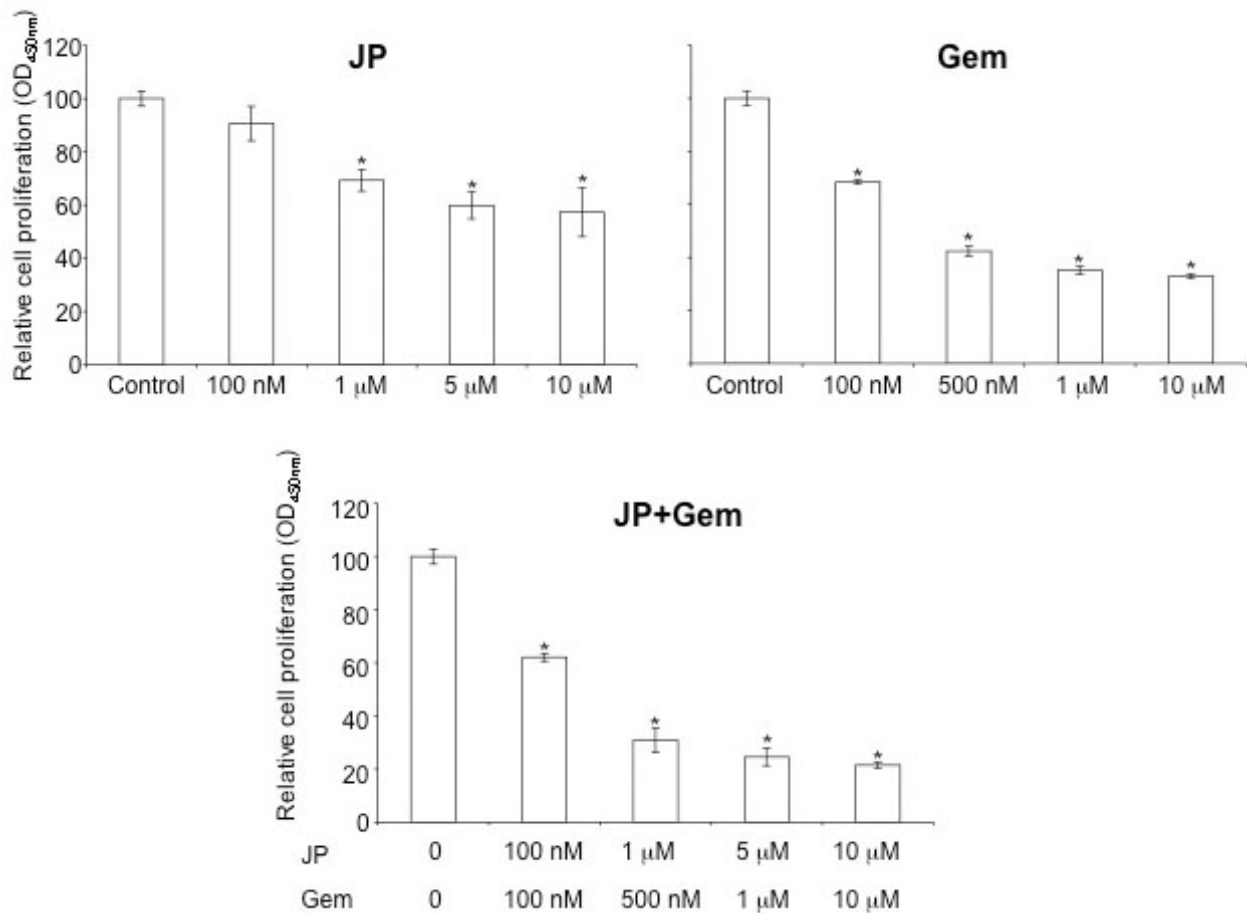 JP
Relative cell proliferation (OD450nm)
120
100
80
60
40
20
0
*
*
*
Control 100 nM 1 μM 5 μM 10 μM
Gem
*
*
*
*
Control 100 nM 500 nM 1 μM 10 μM
JP+Gem
Relative cell proliferation (OD450nm)
120
100
80
60
40
20
0
*
*
*
*
JP 0 100 nM 1 μM 5 μM 10 μM
Gem 0 100 nM 500 nM 1 μM 10 μM